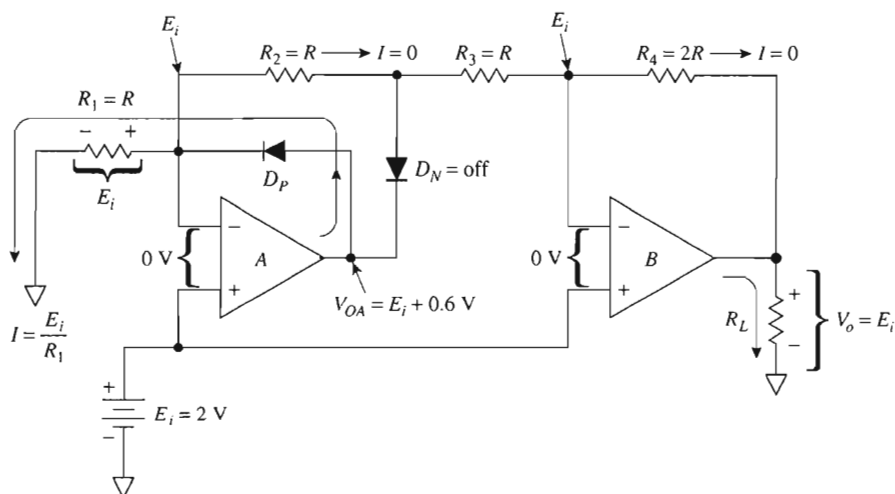 E_i
E_i
R_2 = R → I = 0
R_3 = R
R_4 = 2R → I = 0
R_1 = R
− +
E_i
D_P
D_N = off
−
−
0 V
A
0 V
B
+
+
+
V_OA = E_i + 0.6 V
R_L
V_o = E_i
−
I = E_i / R_1
+
E_i = 2 V
−